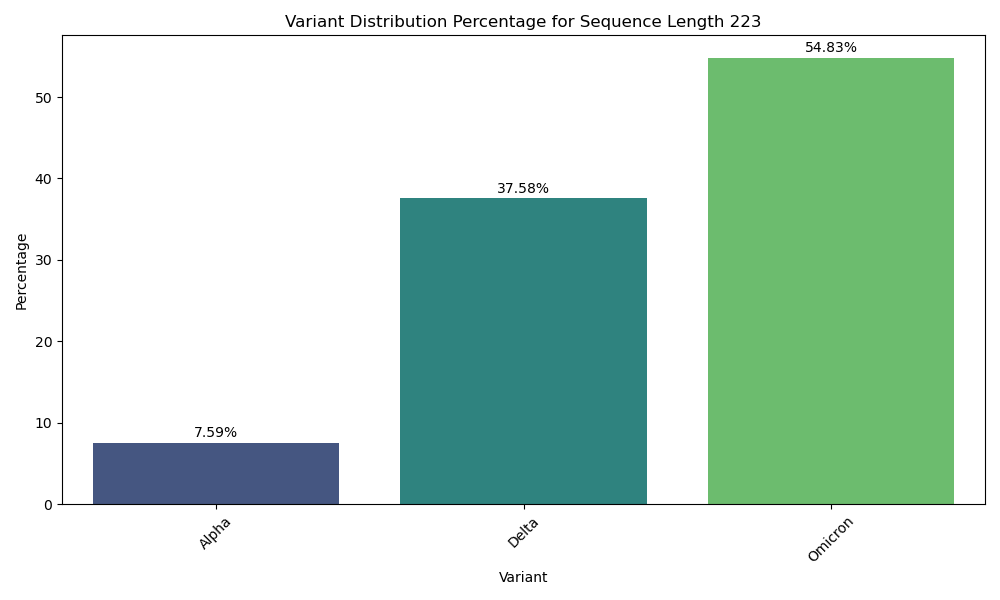 Variant Distribution Percentage for Sequence Length 223
54.83%
50
40
37.58%
30
Percentage
20
10
7.59%
0
Alpha
Delta
Omicron
Variant